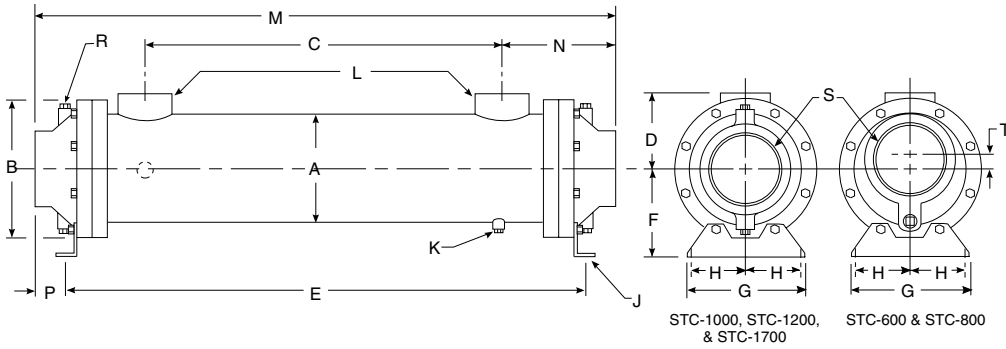 M
R
C
N
L
S
T
D
B
A
F
K
H
H
H
H
P
E
J
G
G
STC-1000, STC-1200,
& STC-1700
STC-600 & STC-800